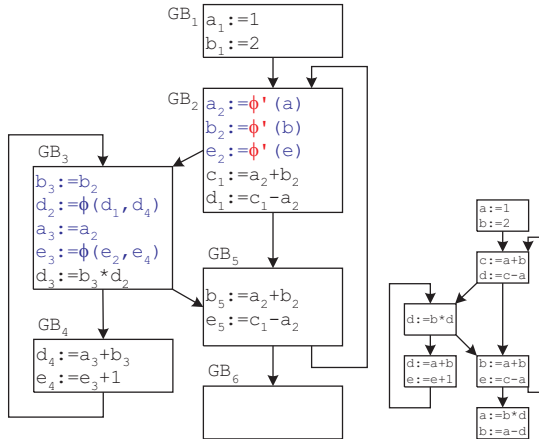 GB₁
a₁:=1
b₁:=2
GB₂
a₂:=ϕ'(a)
b₂:=ϕ'(b)
e₂:=ϕ'(e)
c₁:=a₂+b₂
d₁:=c₁-a₂
GB₃
b₃:=b₂
d₂:=ϕ(d₁,d₄)
a₃:=a₂
e₃:=ϕ(e₂,e₄)
d₃:=b₃*d₂
GB₄
d₄:=a₃+b₃
e₄:=e₃+1
GB₅
b₅:=a₂+b₂
e₅:=c₁-a₂
GB₆
a:=1
b:=2
c:=a+b
d:=c-a
d:=b*d
d:=a+b
e:=e+1
b:=a+b
e:=c-a
a:=b*d
b:=a-d